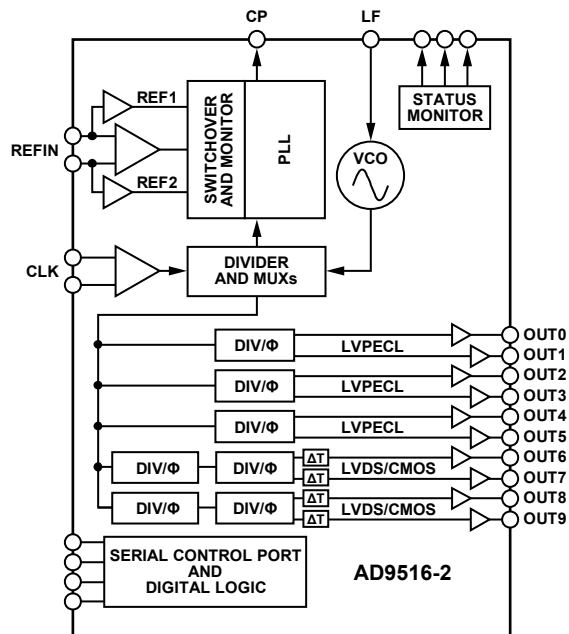 CP
LF
REF1
REFIN
REF2
SWITCHOVER
AND MONITOR
PLL
STATUS
MONITOR
VCO
CLK
DIVIDER
AND MUXs
DIV/Φ
LVPECL
OUT0
OUT1
DIV/Φ
LVPECL
OUT2
OUT3
DIV/Φ
LVPECL
OUT4
OUT5
DIV/Φ
DIV/Φ
ΔT
ΔT
LVDS/CMOS
OUT6
OUT7
DIV/Φ
DIV/Φ
ΔT
ΔT
LVDS/CMOS
OUT8
OUT9
SERIAL CONTROL PORT
AND
DIGITAL LOGIC
AD9516-2